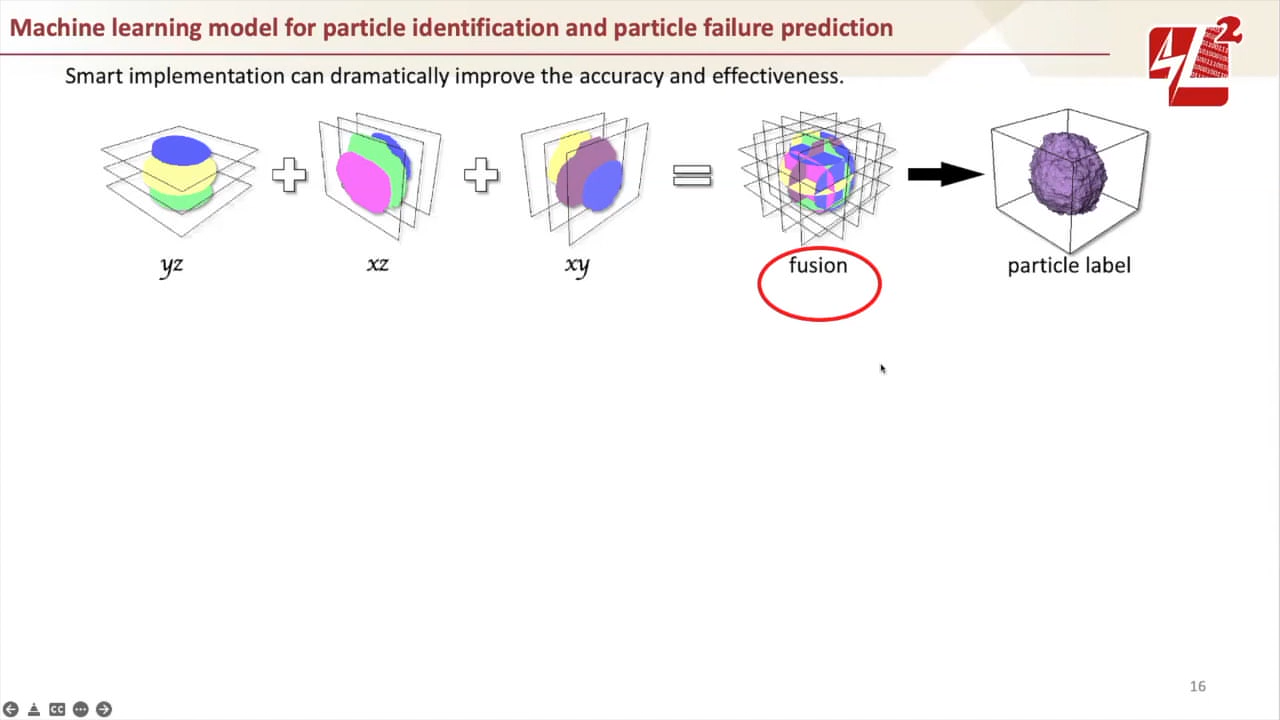 Machine learning model for particle identification and particle failure prediction
Smart implementation can dramatically improve the accuracy and effectiveness.
yz
xz
xy
fusion
particle label
16
CC